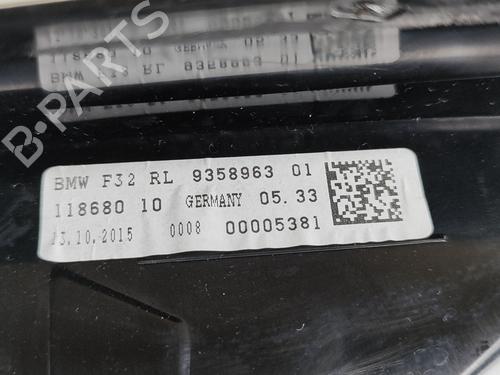 BMW F32 RL 9358963 01
118680 10 GERMANY 05.33
13.10.2015 0008 00005381
B-Parts